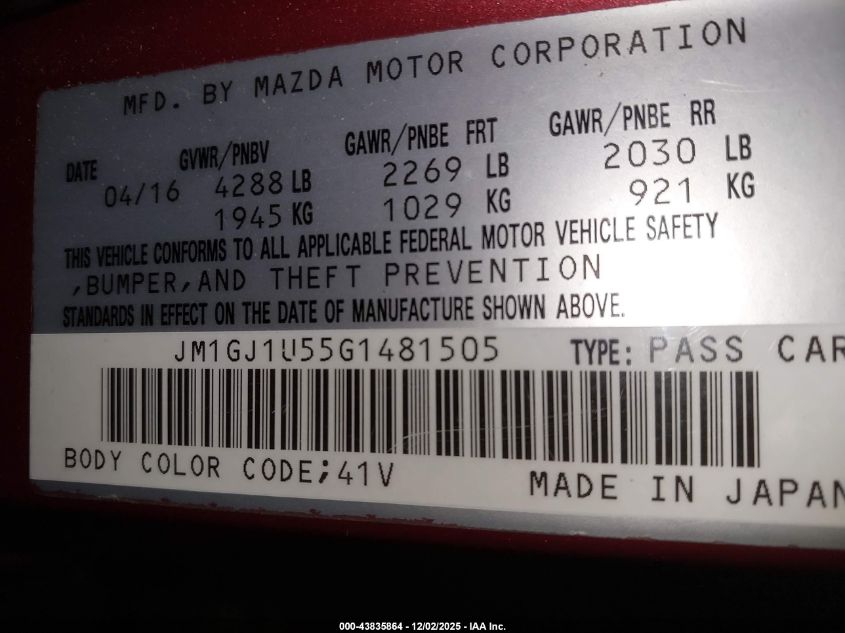 MFD. BY MAZDA MOTOR CORPORATION
DATE GVWR/PNBV GAWR/PNBE FRT GAWR/PNBE RR
04/16 4288 LB 2269 LB 2030 LB
1945 KG 1029 KG 921 KG
THIS VEHICLE CONFORMS TO ALL APPLICABLE FEDERAL MOTOR VEHICLE SAFETY
,BUMPER,AND THEFT PREVENTION
STANDARDS IN EFFECT ON THE DATE OF MANUFACTURE SHOWN ABOVE.
JM1GJ1U55G1481505 TYPE: PASS CAR
BODY COLOR CODE;41V MADE IN JAPAN
000-43835864 - 12/02/2025 - IAA Inc.